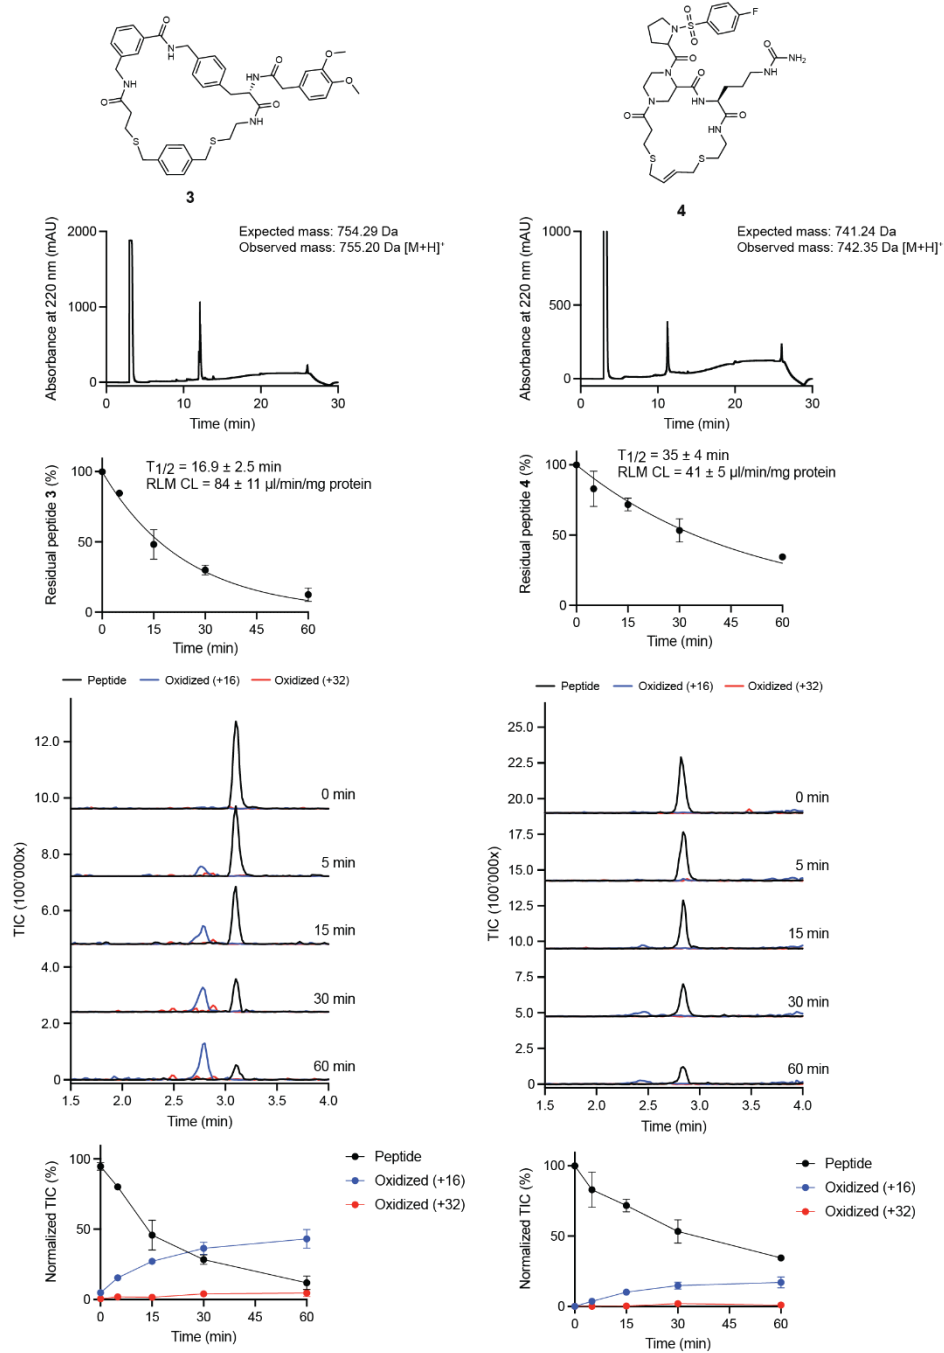 O
N
H
NH
O
S
S
O
HN
NH
O
O
O
O
3
N
S
O
O
F
O
N
N
O
O
HN
N
H
O
NH2
O
NH
S
S
4
Absorbance at 220 nm (mAU)
2000
1000
0
0
10
20
30
Time (min)
Expected mass: 754.29 Da
Observed mass: 755.20 Da [M+H]+
Absorbance at 220 nm (mAU)
1000
500
0
0
10
20
30
Time (min)
Expected mass: 741.24 Da
Observed mass: 742.35 Da [M+H]+
Residual peptide 3 (%)
100
50
0
0
15
30
45
60
Time (min)
T1/2 = 16.9 ± 2.5 min
RLM CL = 84 ± 11 µl/min/mg protein
Residual peptide 4 (%)
100
50
0
0
15
30
45
60
Time (min)
T1/2 = 35 ± 4 min
RLM CL = 41 ± 5 µl/min/mg protein
Peptide
Oxidized (+16)
Oxidized (+32)
TIC (100'000x)
12.0
10.0
8.0
6.0
4.0
2.0
0
0 min
5 min
15 min
30 min
60 min
1.5
2.0
2.5
3.0
3.5
4.0
Time (min)
Peptide
Oxidized (+16)
Oxidized (+32)
TIC (100'000x)
25.0
22.5
20.0
17.5
15.0
12.5
10.0
7.5
5.0
2.5
0
0 min
5 min
15 min
30 min
60 min
1.5
2.0
2.5
3.0
3.5
4.0
Time (min)
Normalized TIC (%)
100
50
0
0
15
30
45
60
Time (min)
Peptide
Oxidized (+16)
Oxidized (+32)
Normalized TIC (%)
100
50
0
0
15
30
45
60
Time (min)
Peptide
Oxidized (+16)
Oxidized (+32)